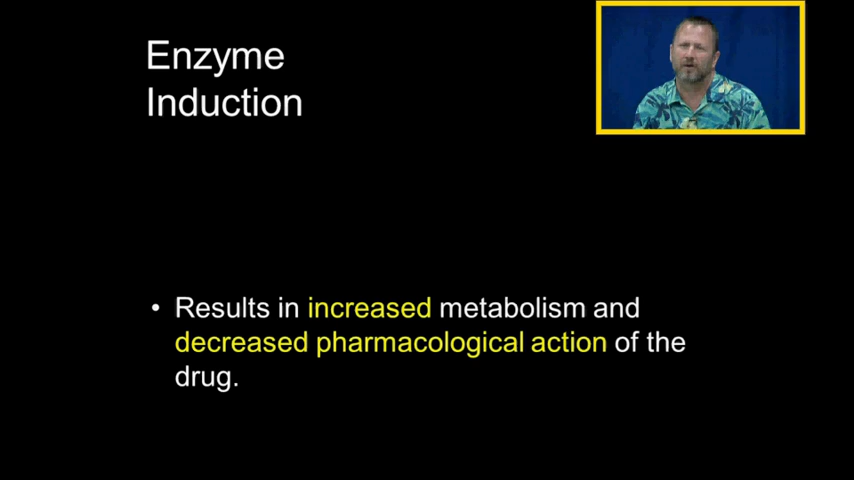 Enzyme
Induction
• Results in increased metabolism and
decreased pharmacological action of the
drug.